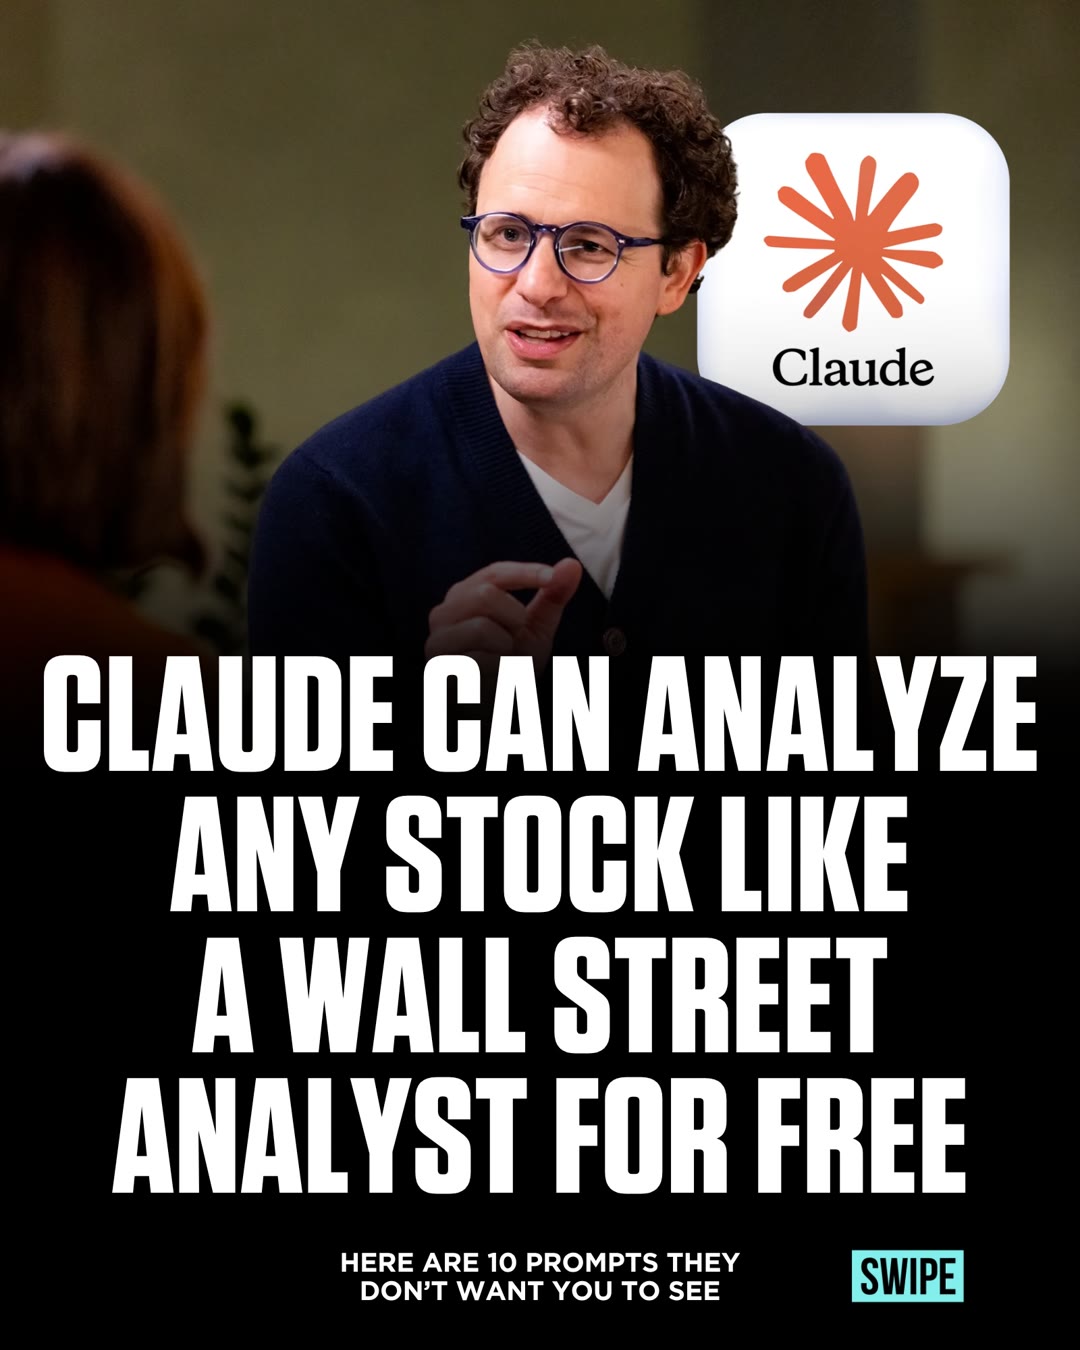 Claude
CLAUDE CAN ANALYZE
ANY STOCK LIKE
A WALL STREET
ANALYST FOR FREE
HERE ARE 10 PROMPTS THEY
DON'T WANT YOU TO SEE
SWIPE